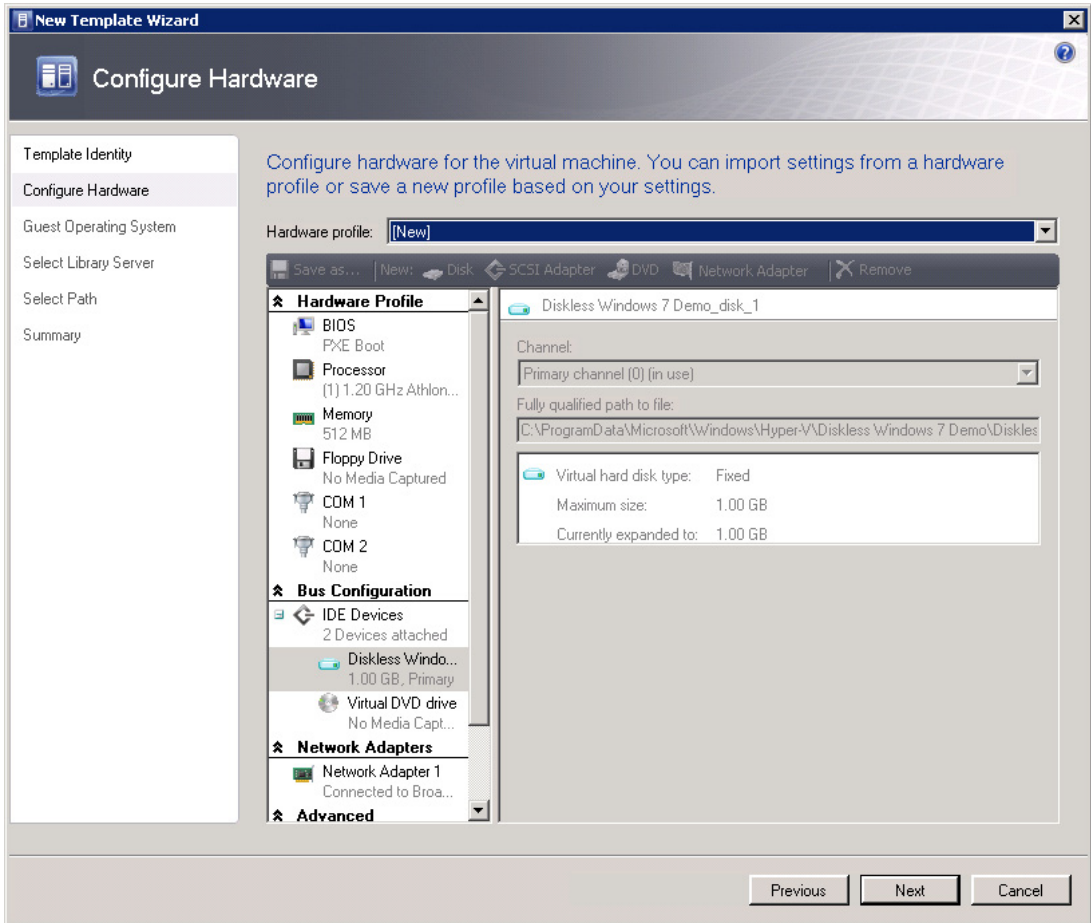 New Template Wizard
Configure Hardware
Template Identity
Configure Hardware
Guest Operating System
Select Library Server
Select Path
Summary
Configure hardware for the virtual machine. You can import settings from a hardware
profile or save a new profile based on your settings.
Hardware profile: [New]
Save as... New: Disk SCSI Adapter DVD Network Adapter Remove
Hardware Profile
BIOS
PXE Boot
Processor
(1) 1.20 GHz Athlon...
Memory
512 MB
Floppy Drive
No Media Captured
COM 1
None
COM 2
None
Bus Configuration
IDE Devices
2 Devices attached
Diskless Windo...
1.00 GB, Primary
Virtual DVD drive
No Media Capt...
Network Adapters
Network Adapter 1
Connected to Broa...
Advanced
Diskless Windows 7 Demo_disk_1
Channel:
Primary channel (0) (in use)
Fully qualified path to file:
C:\ProgramData\Microsoft\Windows\Hyper-V\Diskless Windows 7 Demo\Diskles
Virtual hard disk type: Fixed
Maximum size: 1.00 GB
Currently expanded to: 1.00 GB
Previous
Next
Cancel